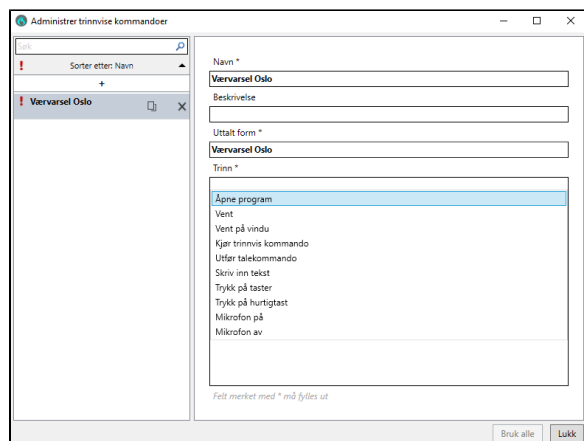 Administrer trinnvise kommandoer
Søk
! Sorter etter: Navn
+
! Værvarsel Oslo
Navn *
Værvarsel Oslo
Beskrivelse
Uttalt form *
Værvarsel Oslo
Trinn *
Åpne program
Vent
Vent på vindu
Kjør trinnvis kommando
Utfør talekommando
Skriv inn tekst
Trykk på taster
Trykk på hurtigtast
Mikrofon på
Mikrofon av
Felt merket med * må fylles ut
Bruk alle Lukk